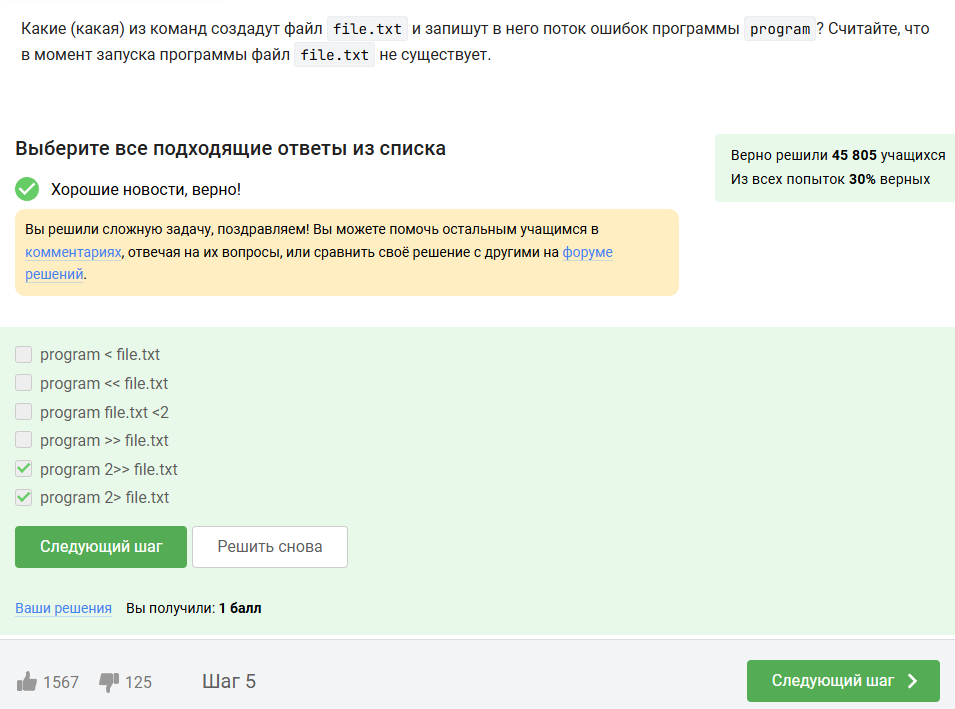 Какие (какая) из команд создадут файл file.txt и запишут в него поток ошибок программы program? Считайте, что
в момент запуска программы файл file.txt не существует.
Выберите все подходящие ответы из списка
Верно решили 45 805 учащихся
Из всех попыток 30% верных
Хорошие новости, верно!
Вы решили сложную задачу, поздравляем! Вы можете помочь остальным учащимся в
комментариях, отвечая на их вопросы, или сравнить своё решение с другими на форуме
решений.
program < file.txt
program << file.txt
program file.txt <2
program >> file.txt
program 2>> file.txt
program 2> file.txt
Следующий шаг Решить снова
Ваши решения Вы получили: 1 балл
1567 125 Шаг 5 Следующий шаг